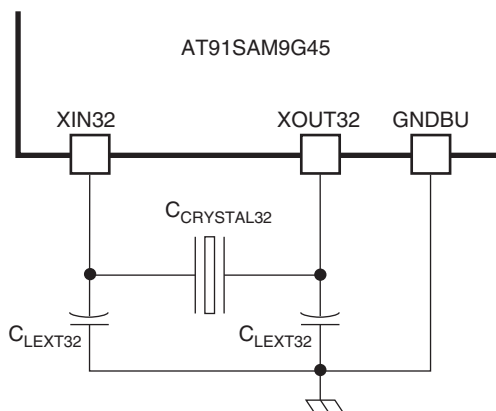 AT91SAM9G45
XIN32 XOUT32 GNDBU
CCRYSTAL32
CLEXT32 CLEXT32